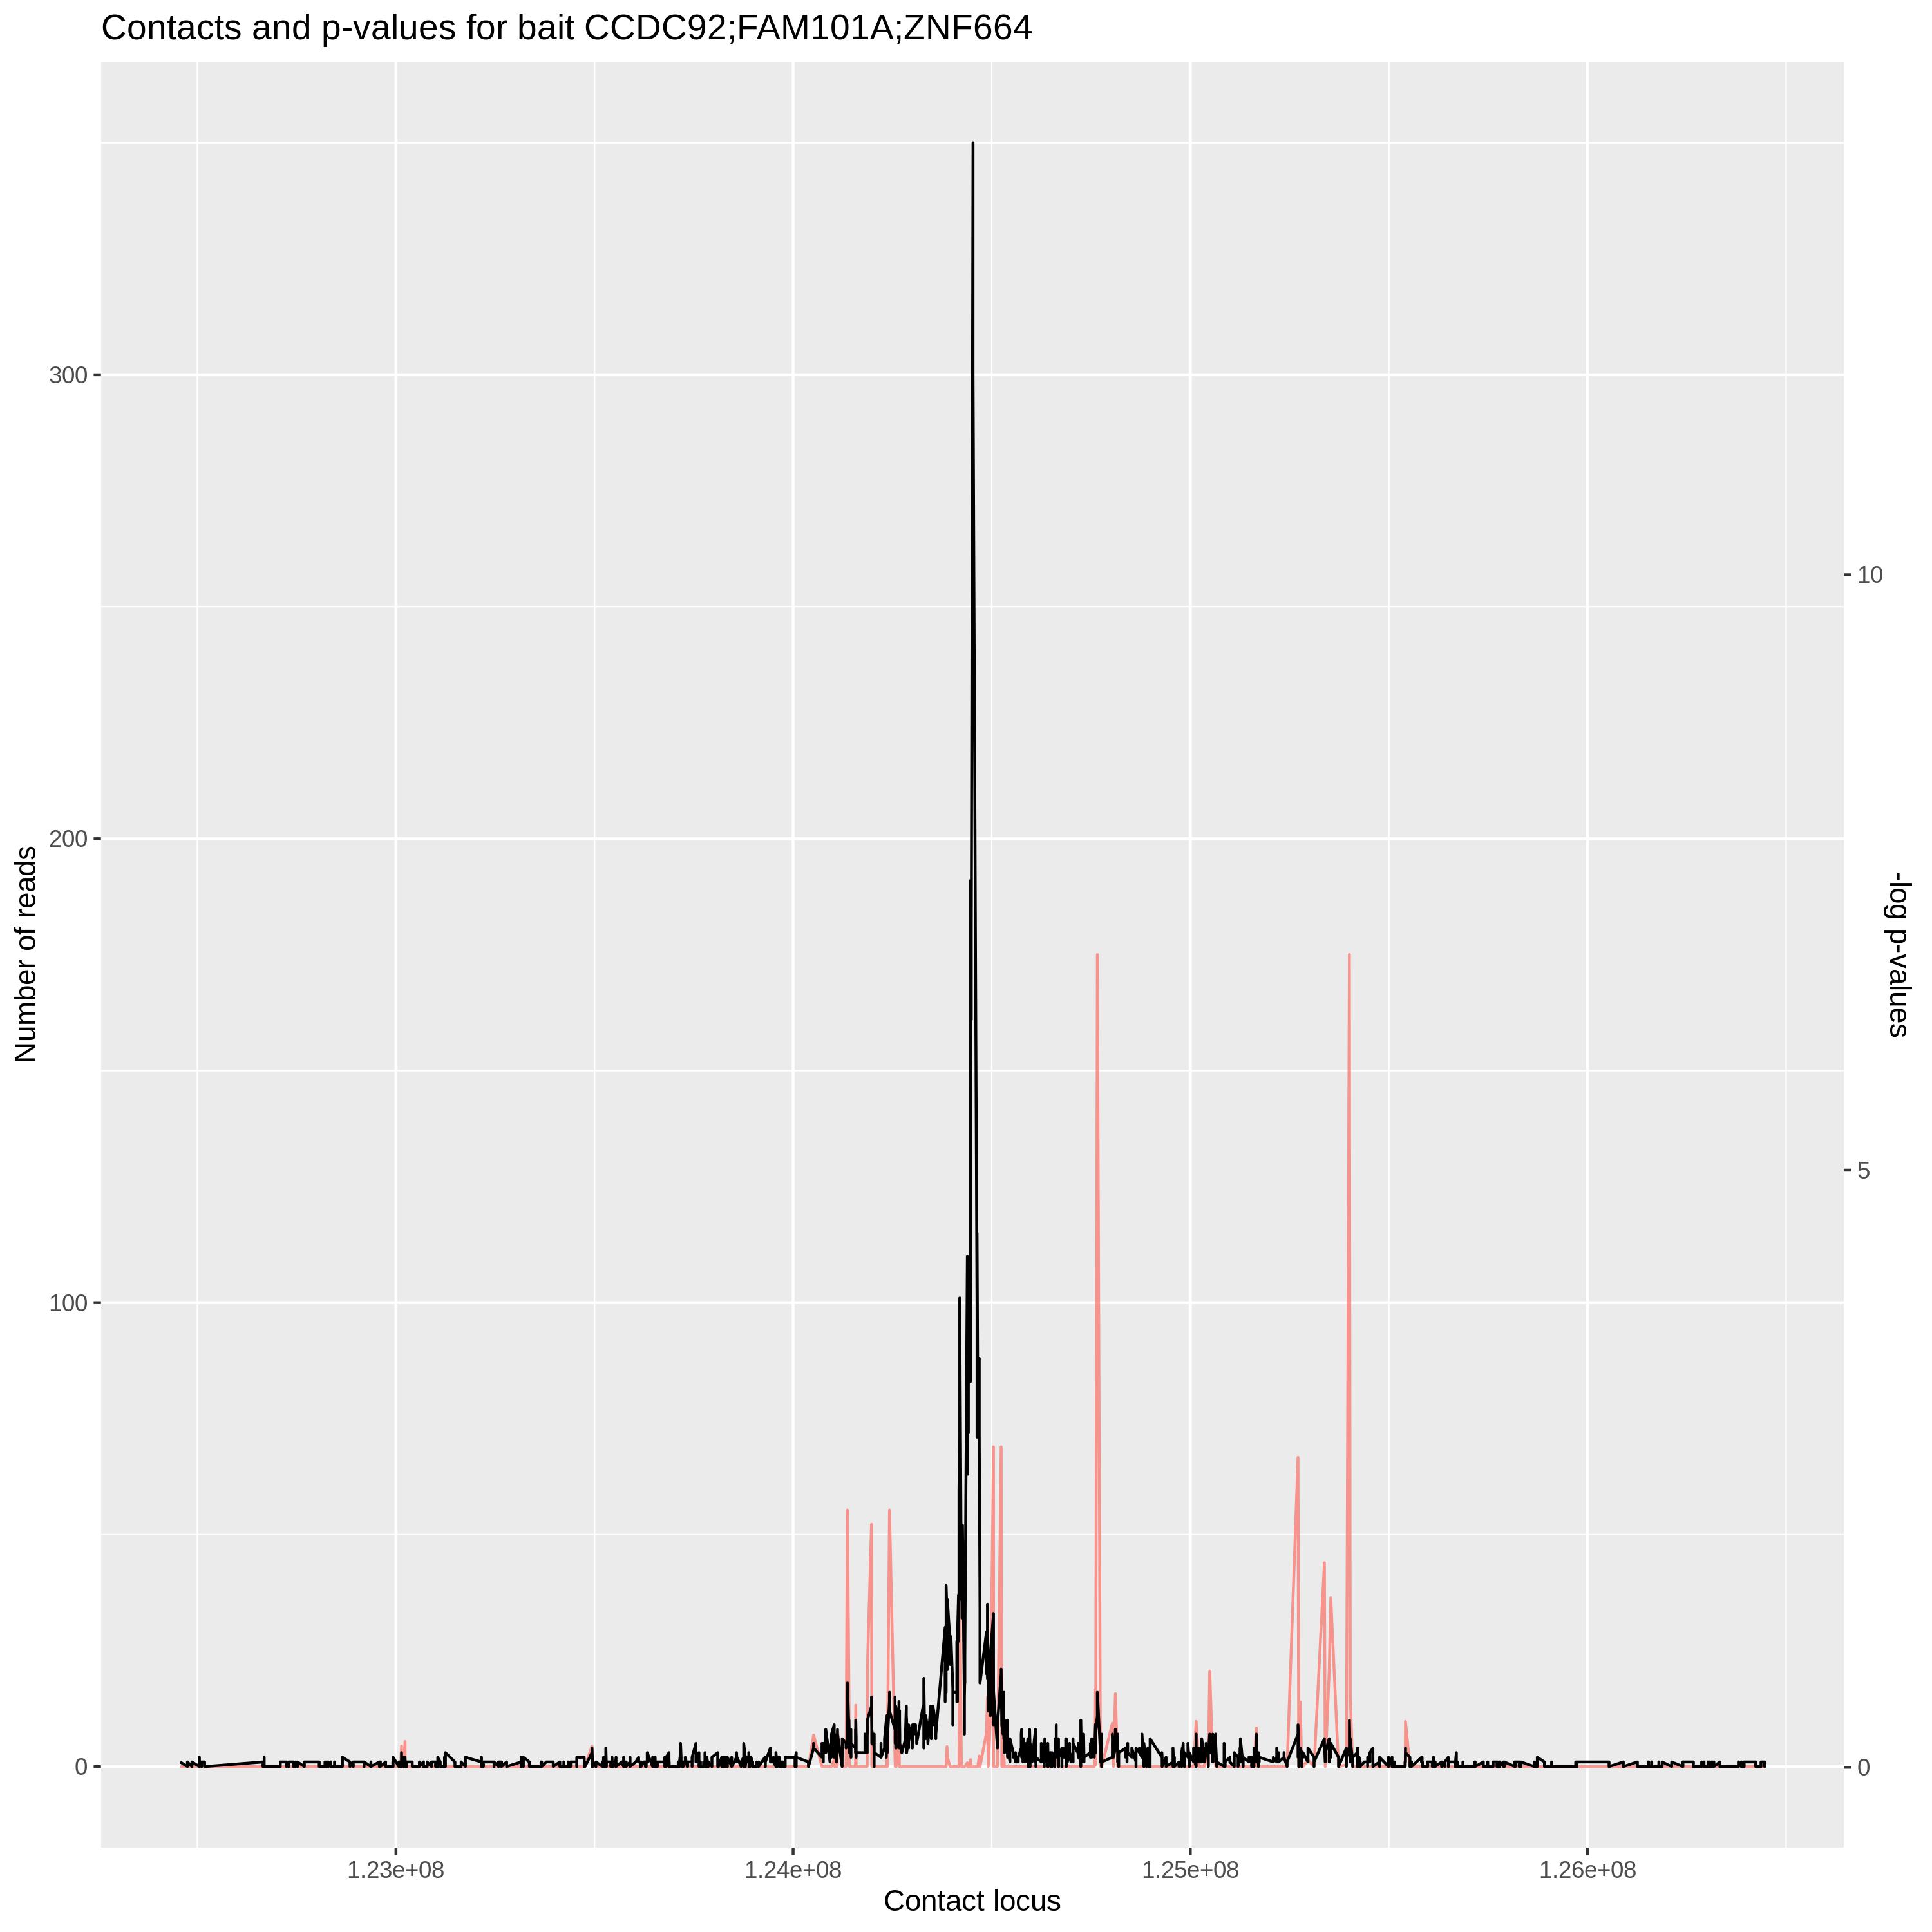 Contacts and p-values for bait CCDC92;FAM101A;ZNF664
300
200
100
0
Number of reads
10
5
0
-log p-values
1.23e+08 1.24e+08 1.25e+08 1.26e+08
Contact locus